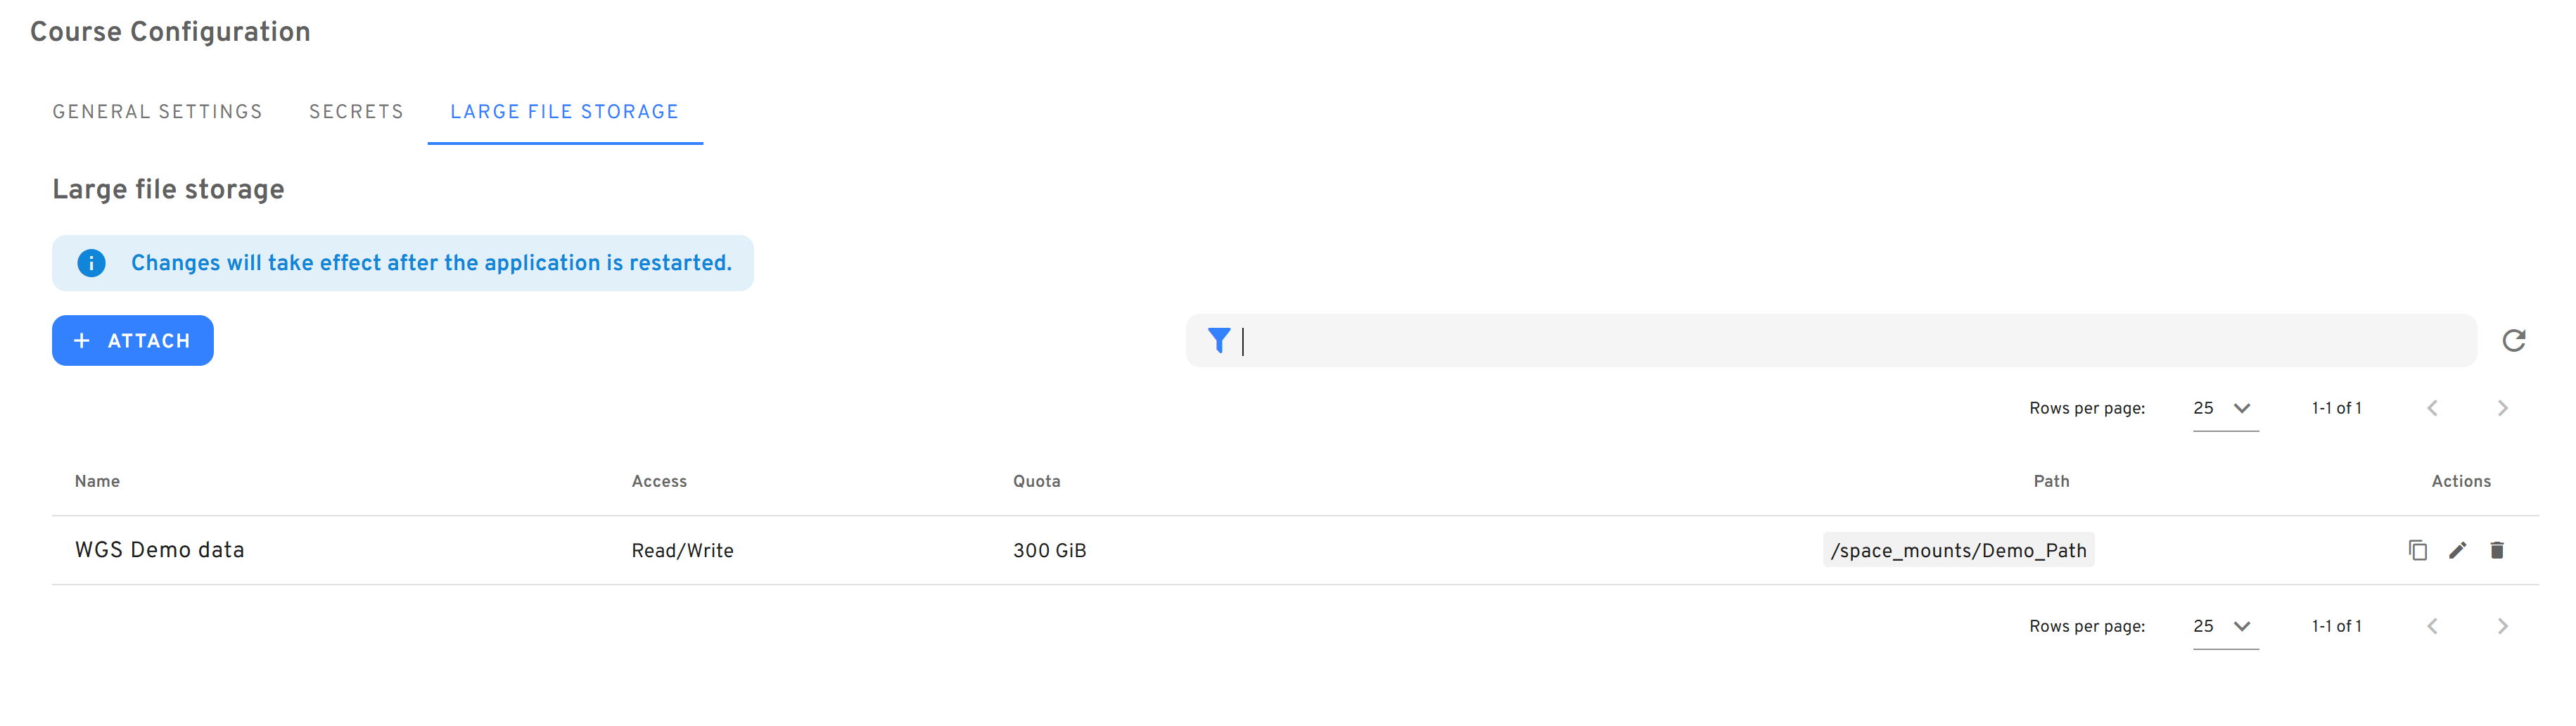 Course Configuration
GENERAL SETTINGS SECRETS LARGE FILE STORAGE
Large file storage
Changes will take effect after the application is restarted.
+ ATTACH
Rows per page: 25 1-1 of 1
Name Access Quota Path Actions
WGS Demo data Read/Write 300 GiB /space_mounts/Demo_Path
Rows per page: 25 1-1 of 1